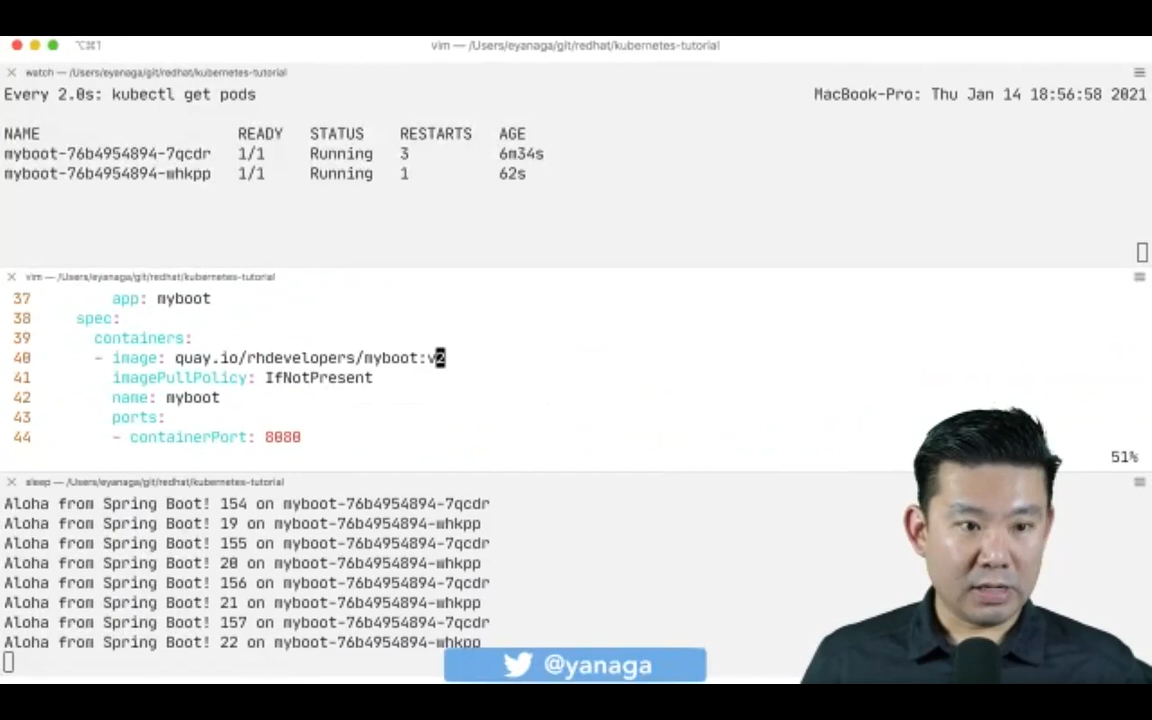 ⌥⌘1
vim — /Users/eyanaga/git/redhat/kubernetes-tutorial
watch — /Users/eyanaga/git/redhat/kubernetes-tutorial
Every 2.0s: kubectl get pods
MacBook-Pro: Thu Jan 14 18:56:58 2021
NAME READY STATUS RESTARTS AGE
myboot-76b4954894-7qcdr 1/1 Running 3 6m34s
myboot-76b4954894-whkpp 1/1 Running 1 62s
vim — /Users/eyanaga/git/redhat/kubernetes-tutorial
37 app: myboot
38 spec:
39 containers:
40 - image: quay.io/rhdevelopers/myboot:v2
41 imagePullPolicy: IfNotPresent
42 name: myboot
43 ports:
44 - containerPort: 8080
51%
sleep — /Users/eyanaga/git/redhat/kubernetes-tutorial
Aloha from Spring Boot! 154 on myboot-76b4954894-7qcdr
Aloha from Spring Boot! 19 on myboot-76b4954894-whkpp
Aloha from Spring Boot! 155 on myboot-76b4954894-7qcdr
Aloha from Spring Boot! 20 on myboot-76b4954894-whkpp
Aloha from Spring Boot! 156 on myboot-76b4954894-7qcdr
Aloha from Spring Boot! 21 on myboot-76b4954894-whkpp
Aloha from Spring Boot! 157 on myboot-76b4954894-7qcdr
Aloha from Spring Boot! 22 on myboot-76b4954894-whkpp
@yanaga